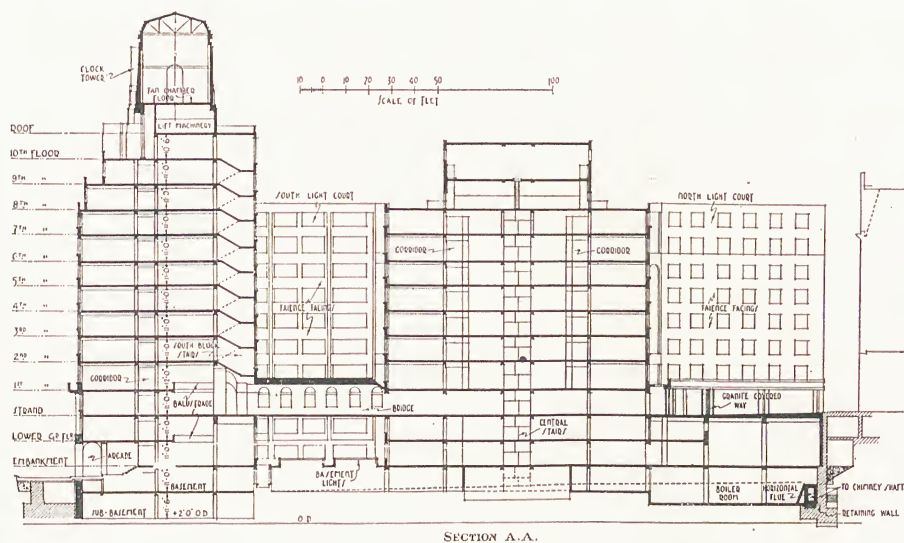 CLOCK
TOWER
FAN CHAMBER
FLOOR
LIFT MACHINERY
10 0 10 20 30 40 50 100
SCALE OF FEET
ROOF
10TH FLOOR
9TH "
8TH "
7TH "
6TH "
5TH "
4TH "
3RD "
2ND "
1ST "
STRAND
LOWER GD FLR
EMBANKMENT
SOUTH LIGHT COURT
NORTH LIGHT COURT
CORRIDOR
CORRIDOR
FAIENCE FACINGS
FAIENCE FACINGS
SOUTH BLOCK
STAIRS
CORRIDOR
BALUSTRADE
BRIDGE
GRANITE COVERED
WAY
CENTRAL
STAIRS
ARCADE
BASEMENT
BASEMENT
LIGHTS
BOILER
ROOM
HORIZONTAL
FLUE
TO CHIMNEY SHAFT
RETAINING WALL
SUB-BASEMENT
+2'0" O.D
O.D
SECTION A.A.